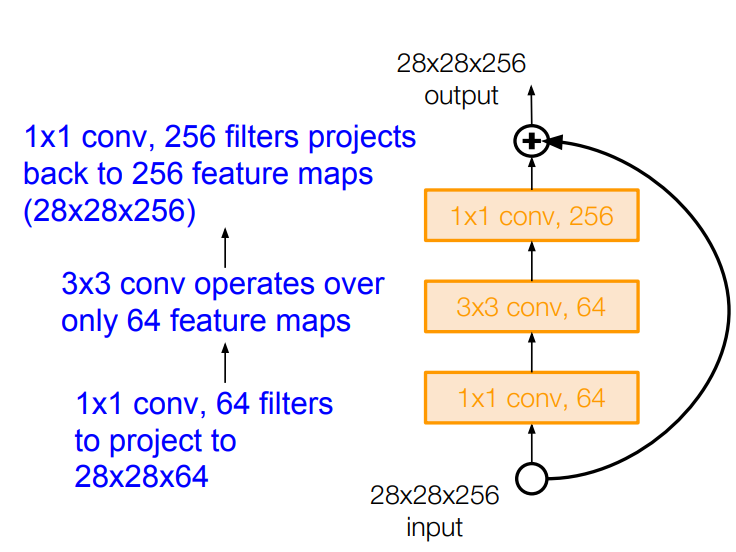 1x1 conv, 256 filters projects
back to 256 feature maps
(28x28x256)
3x3 conv operates over
only 64 feature maps
1x1 conv, 64 filters
to project to
28x28x64
28x28x256
output
1x1 conv, 256
3x3 conv, 64
1x1 conv, 64
28x28x256
input